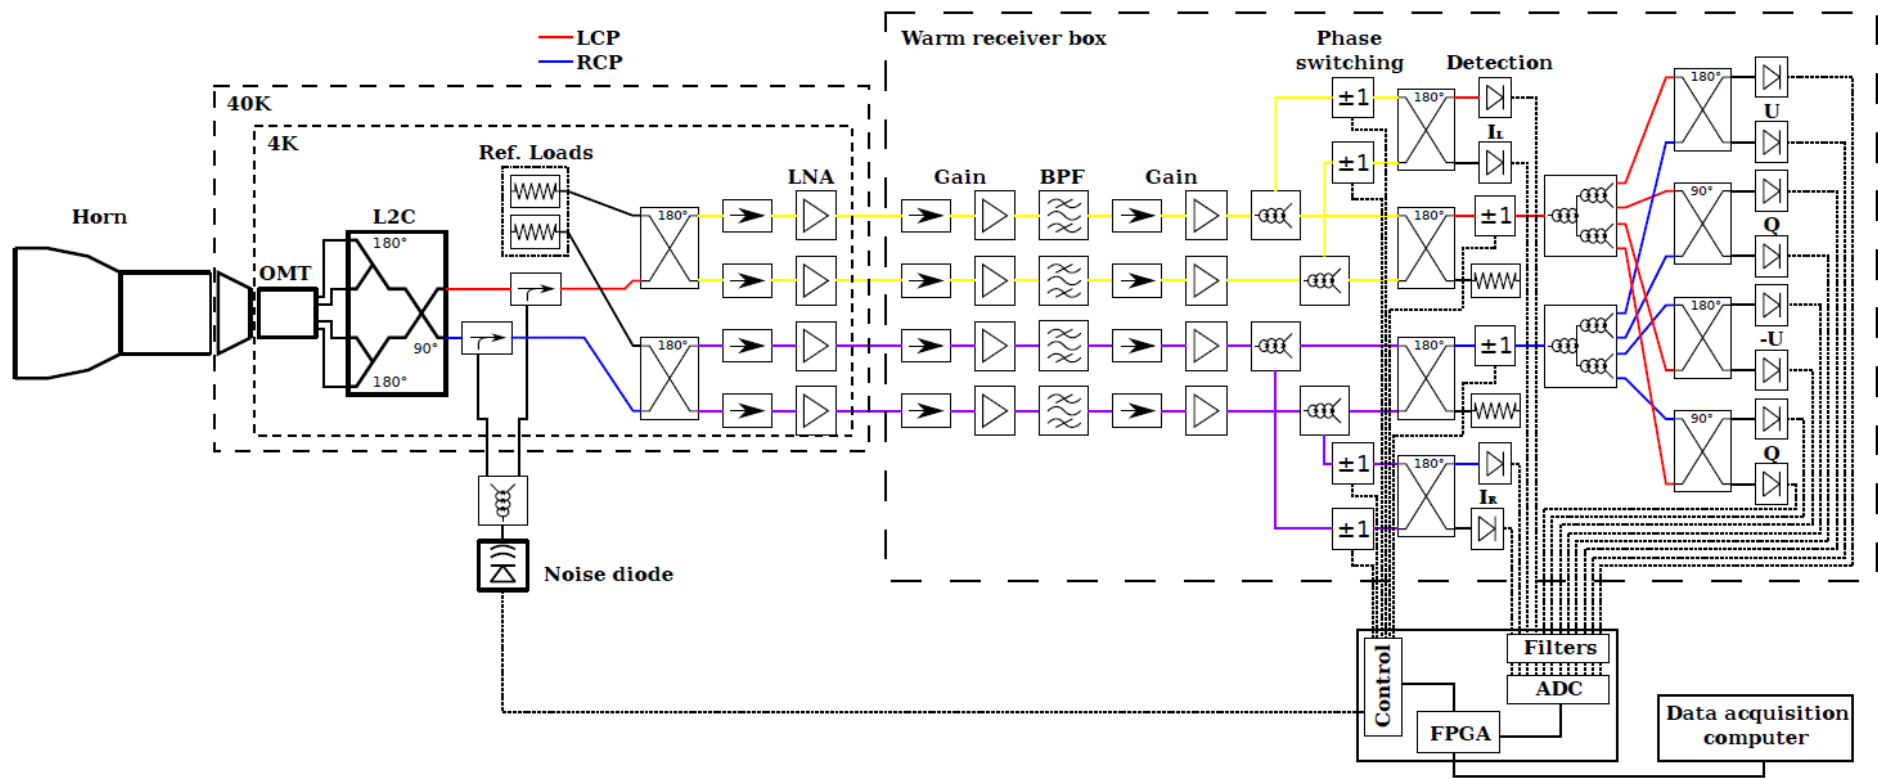 LCP
RCP
Warm receiver box
Phase
switching
Detection
40K
4K
Ref. Loads
LNA
Gain
BPF
Gain
Horn
OMT
L2C
180°
90°
180°
180°
180°
±1
±1
180°
I_L
180°
±1
180°
±1
±1
±1
180°
I_R
180°
U
90°
Q
180°
-U
90°
Q
Noise diode
Control
Filters
ADC
FPGA
Data acquisition
computer